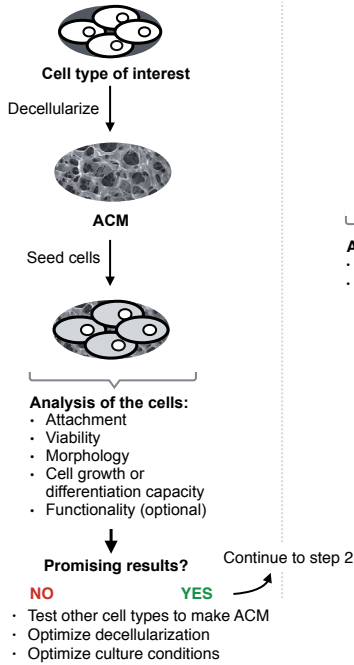 Cell type of interest
Decellularize
ACM
Seed cells
Analysis of the cells:
· Attachment
· Viability
· Morphology
· Cell growth or
differentiation capacity
· Functionality (optional)
Promising results?
Continue to step 2
NO
YES
· Test other cell types to make ACM
· Optimize decellularization
· Optimize culture conditions
A
·
·